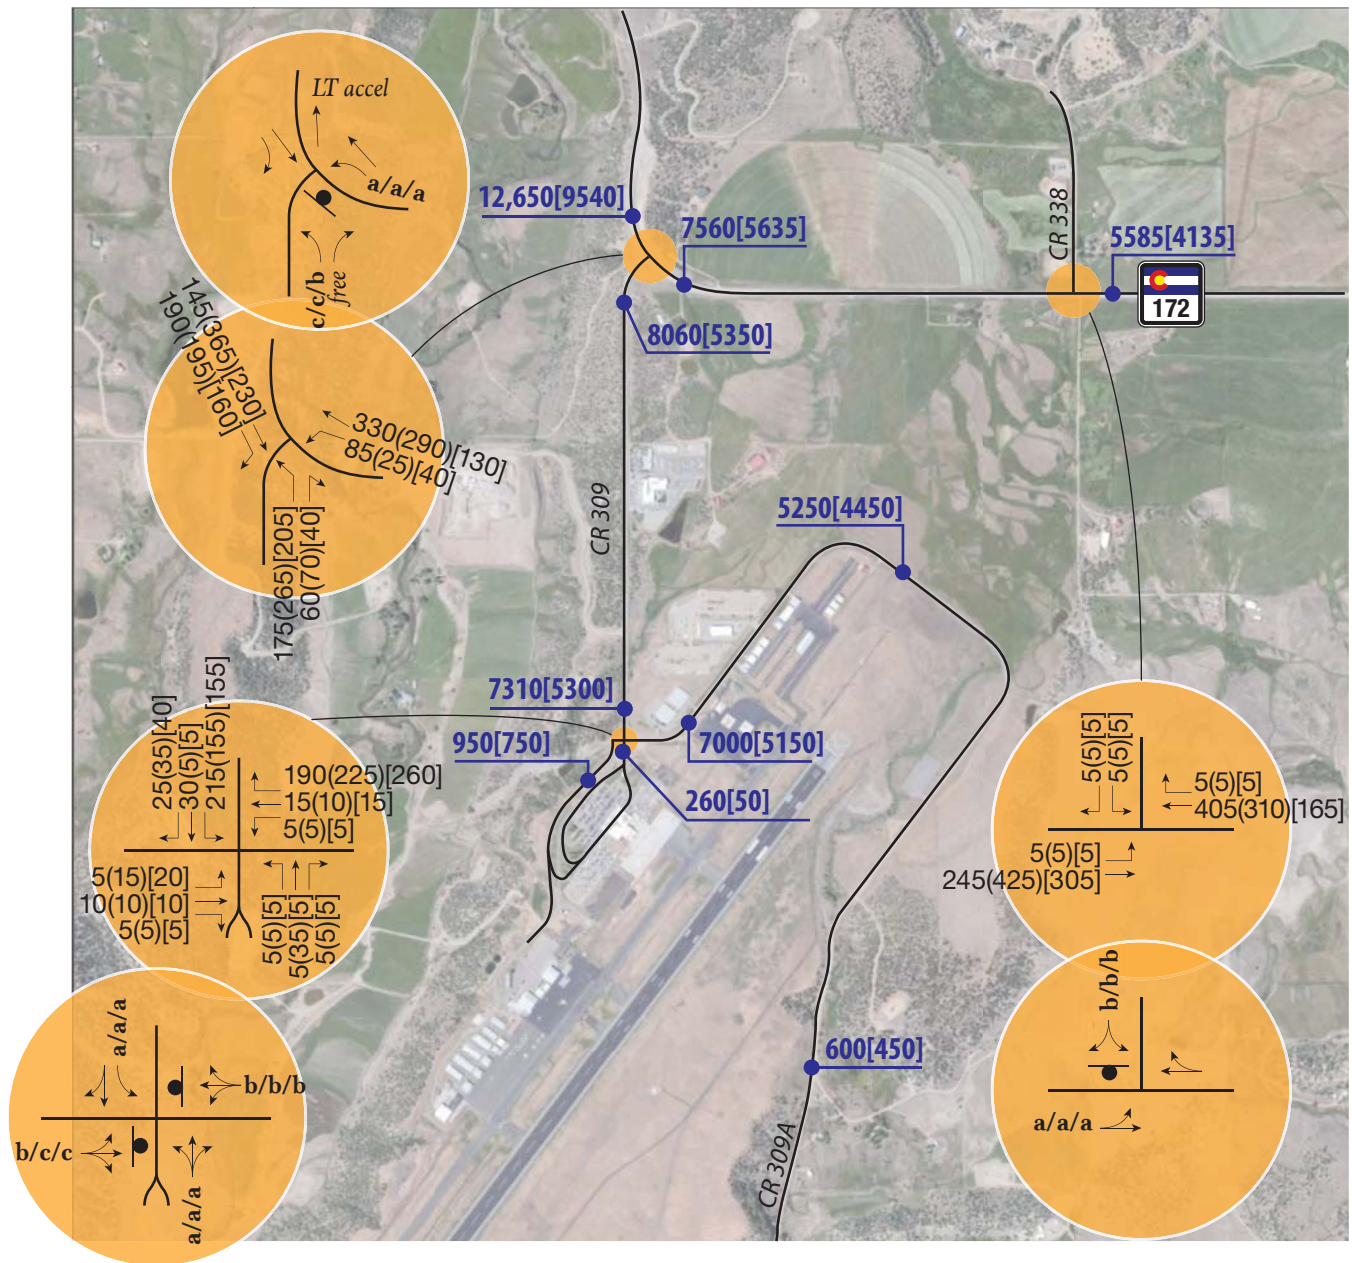 LT accel
a/a/a
c/c/b
free
12,650[9540]
7560[5635]
8060[5350]
CR 338
5585[4135]
172
145(365)[230]
190(195)[160]
330(290)[130]
85(25)[40]
175(265)[205]
60(70)[40]
CR 309
5250[4450]
7310[5300]
950[750]
7000[5150]
260[50]
25(35)[40]
30(5)[5]
215(155)[155]
190(225)[260]
15(10)[15]
5(5)[5]
5(15)[20]
10(10)[10]
5(5)[5]
5(5)[5]
5(35)[5]
5(5)[5]
5(5)[5]
5(5)[5]
5(5)[5]
405(310)[165]
5(5)[5]
245(425)[305]
a/a/a
b/b/b
b/c/c
a/a/a
b/b/b
a/a/a
600[450]
CR 309A